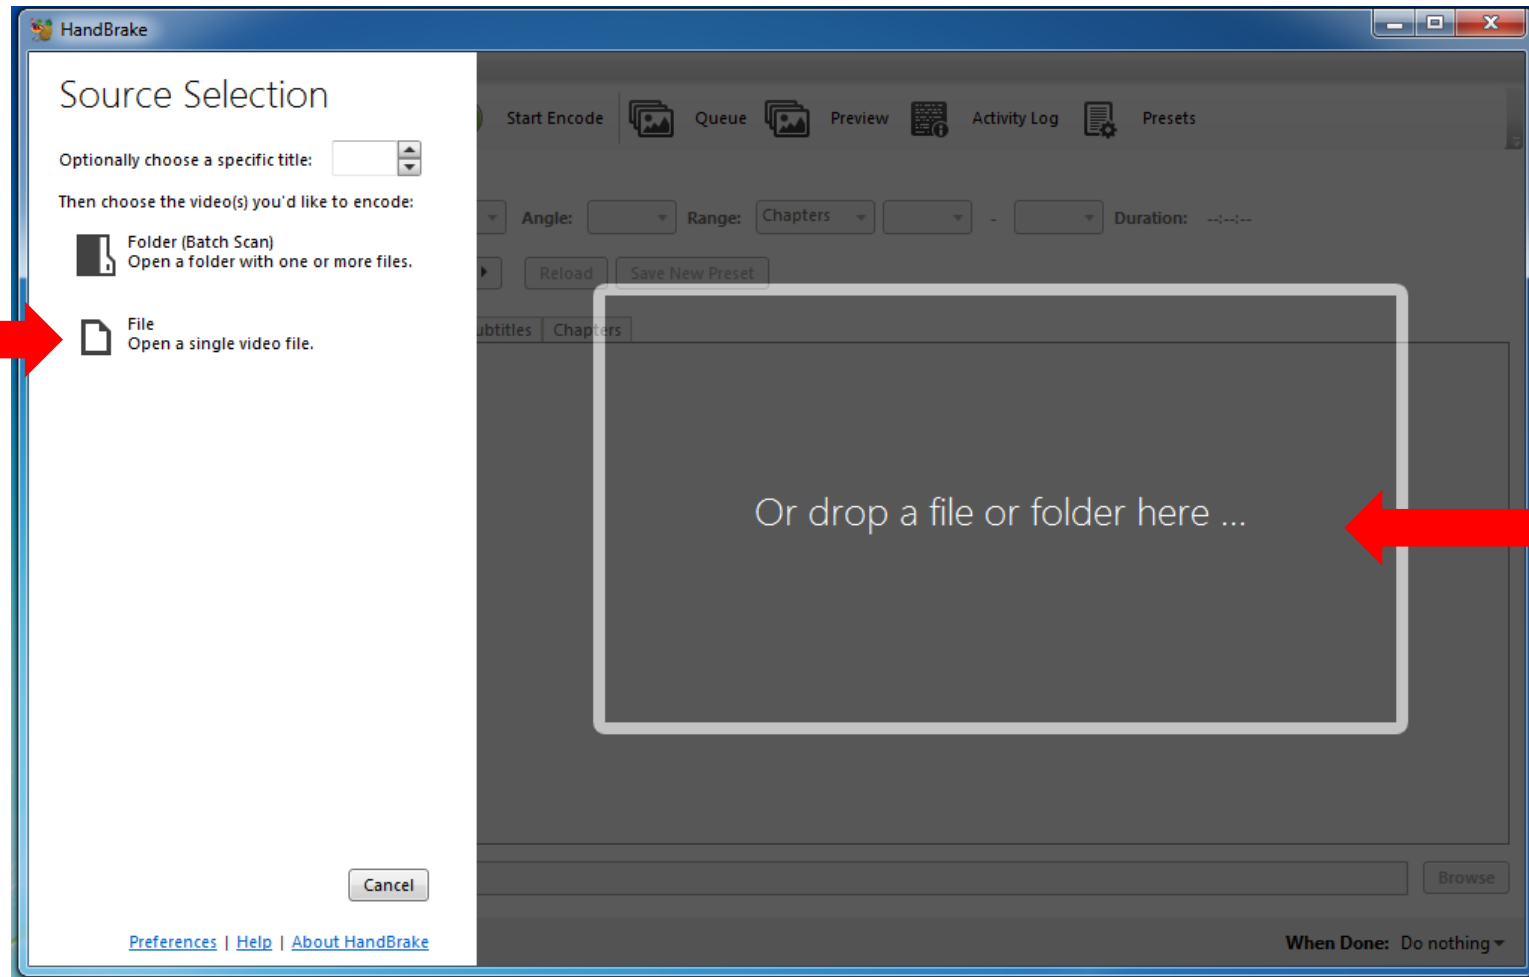 HandBrake
Source Selection
Optionally choose a specific title:
Then choose the video(s) you'd like to encode:
Folder (Batch Scan)
Open a folder with one or more files.
File
Open a single video file.
Cancel
Preferences | Help | About HandBrake
Start Encode Queue Preview Activity Log Presets
Angle: Range: Chapters - Duration: --:--:--
Reload Save New Preset
ubtitles Chapters
Or drop a file or folder here ...
Browse
When Done: Do nothing